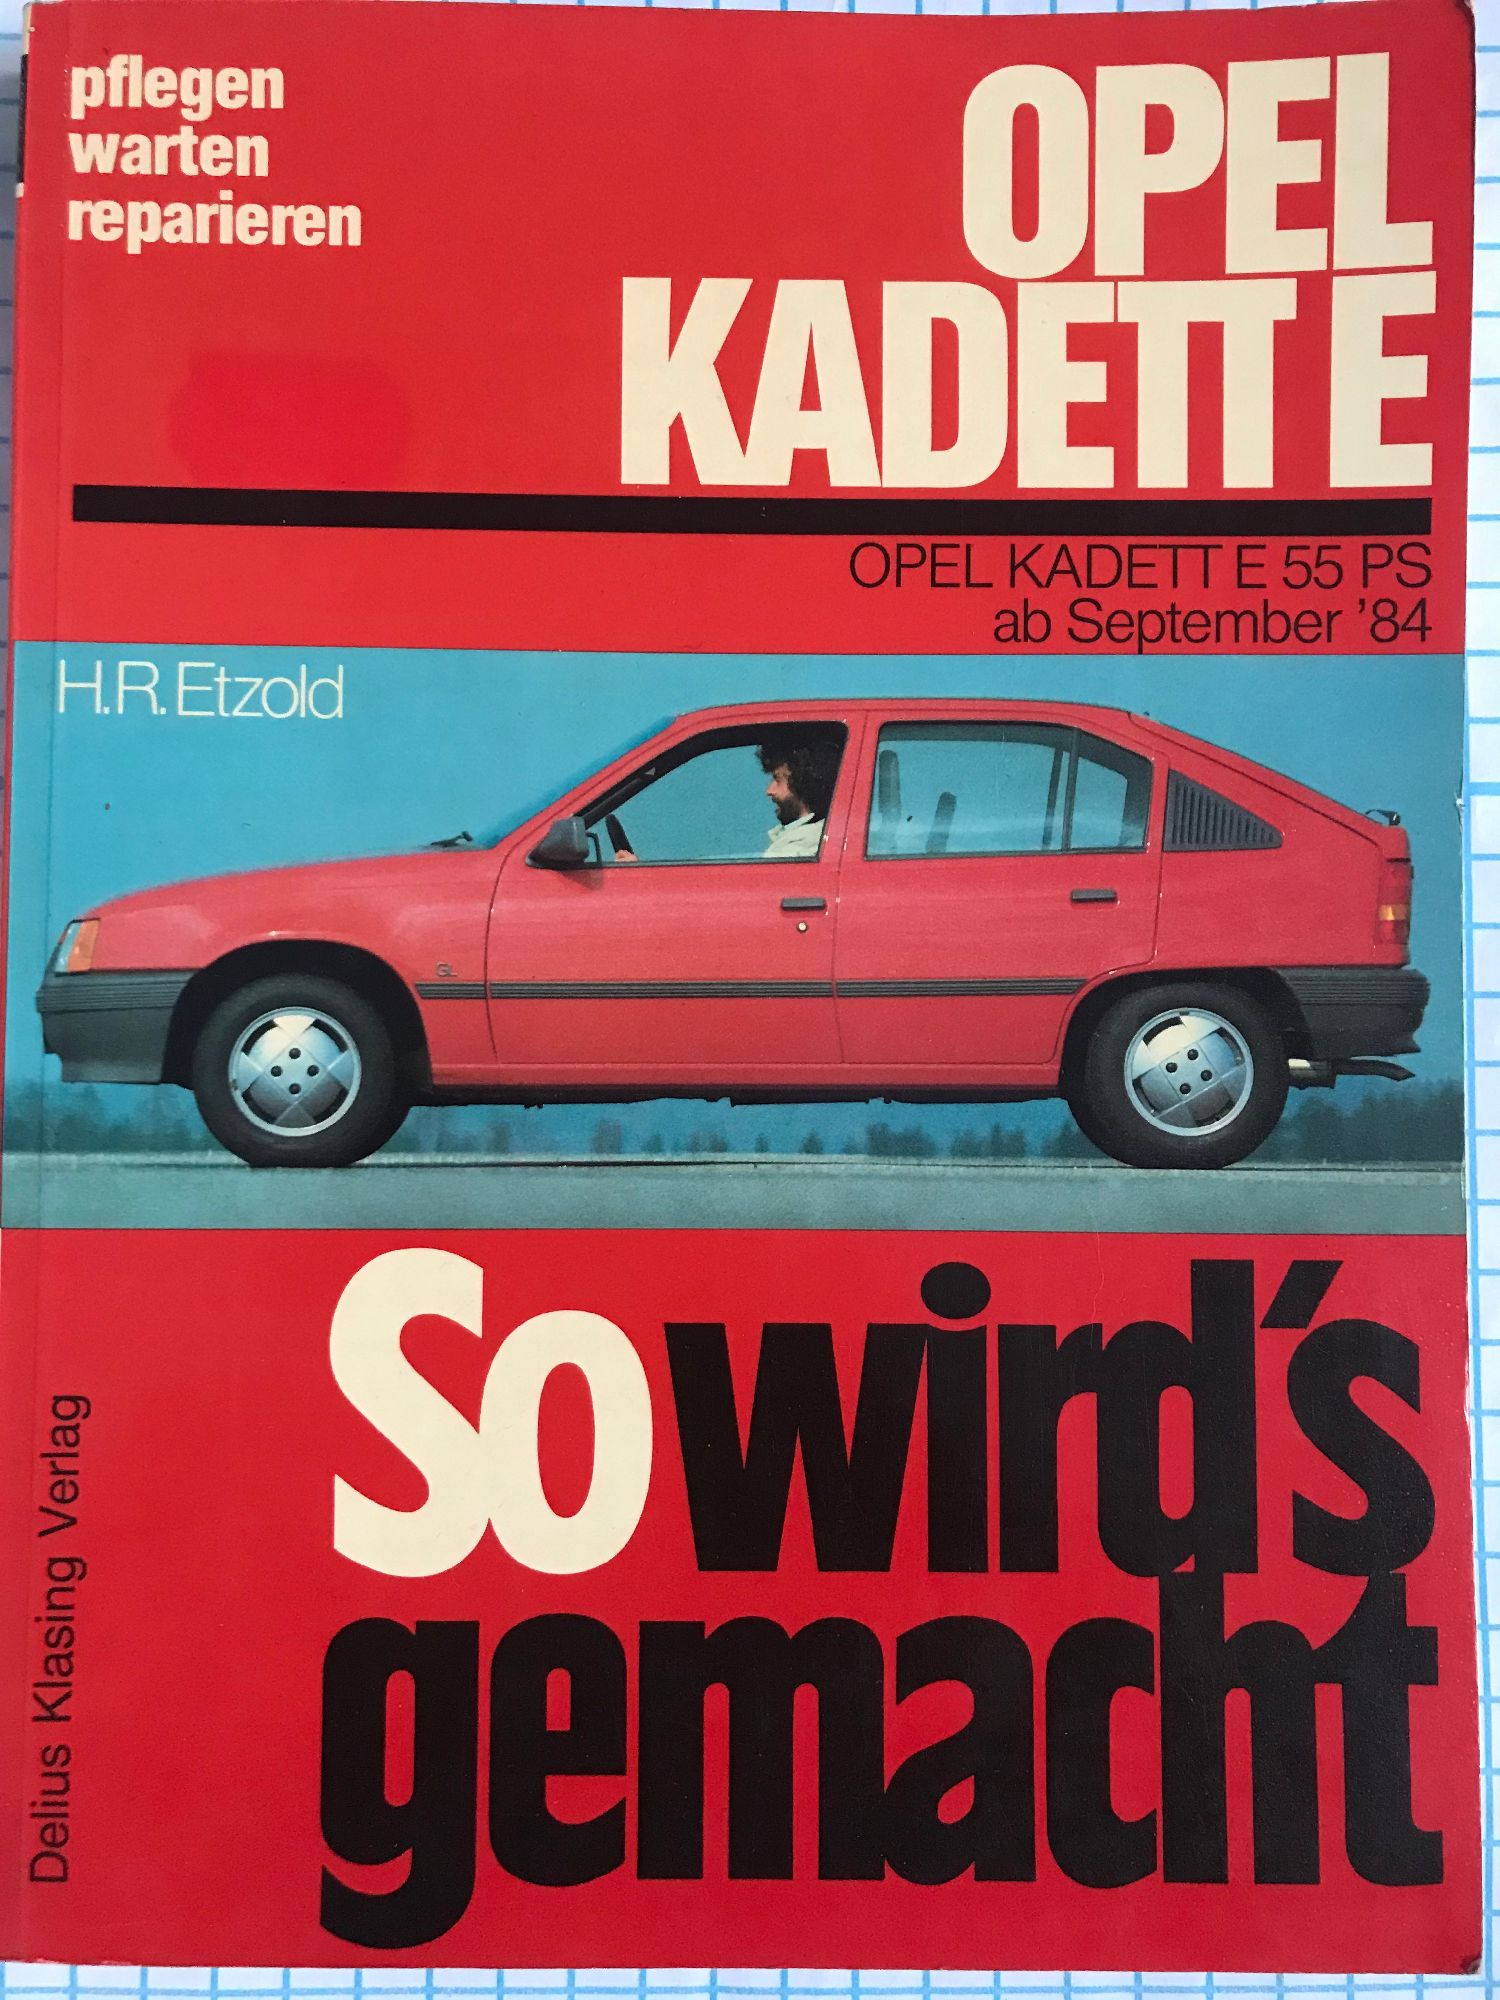 pflegen
warten
reparieren
OPEL
KADETT E
OPEL KADETT E 55 PS
ab September '84
H.R. Etzold
GL
So wird's
gemacht
Delius Klasing Verlag